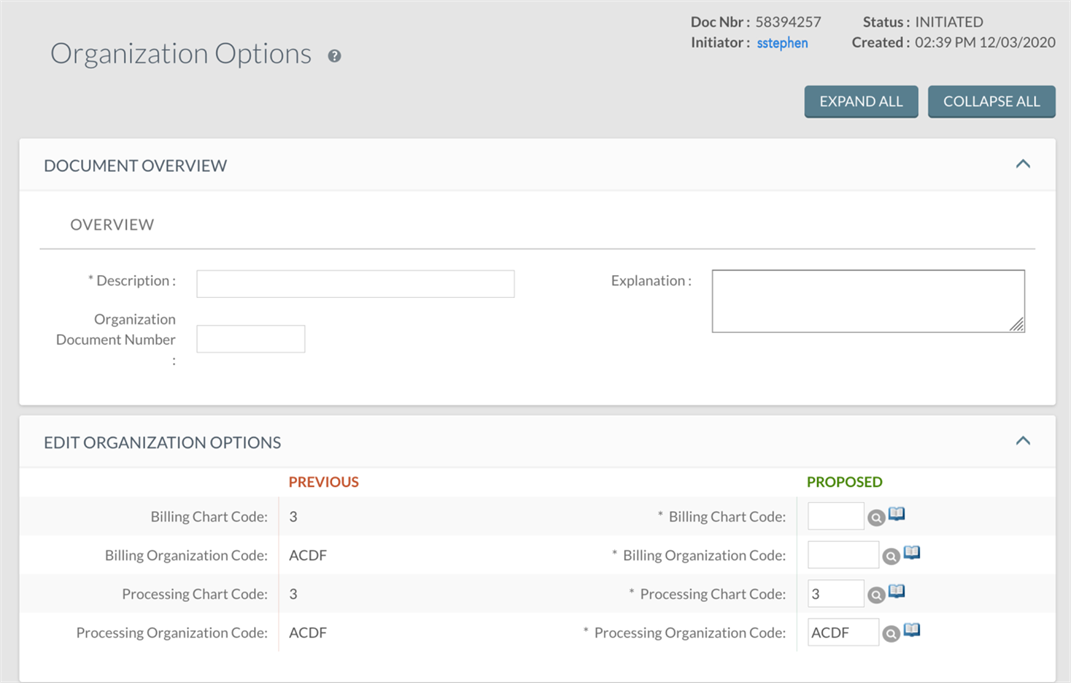 Doc Nbr : 58394257 Status : INITIATED
Organization Options ?
Initiator : sstephen Created : 02:39 PM 12/03/2020
EXPAND ALL COLLAPSE ALL
DOCUMENT OVERVIEW
OVERVIEW
* Description : Explanation :
Organization
Document Number
:
EDIT ORGANIZATION OPTIONS
PREVIOUS PROPOSED
Billing Chart Code: 3 * Billing Chart Code:
Billing Organization Code: ACDF * Billing Organization Code:
Processing Chart Code: 3 * Processing Chart Code: 3
Processing Organization Code: ACDF * Processing Organization Code: ACDF